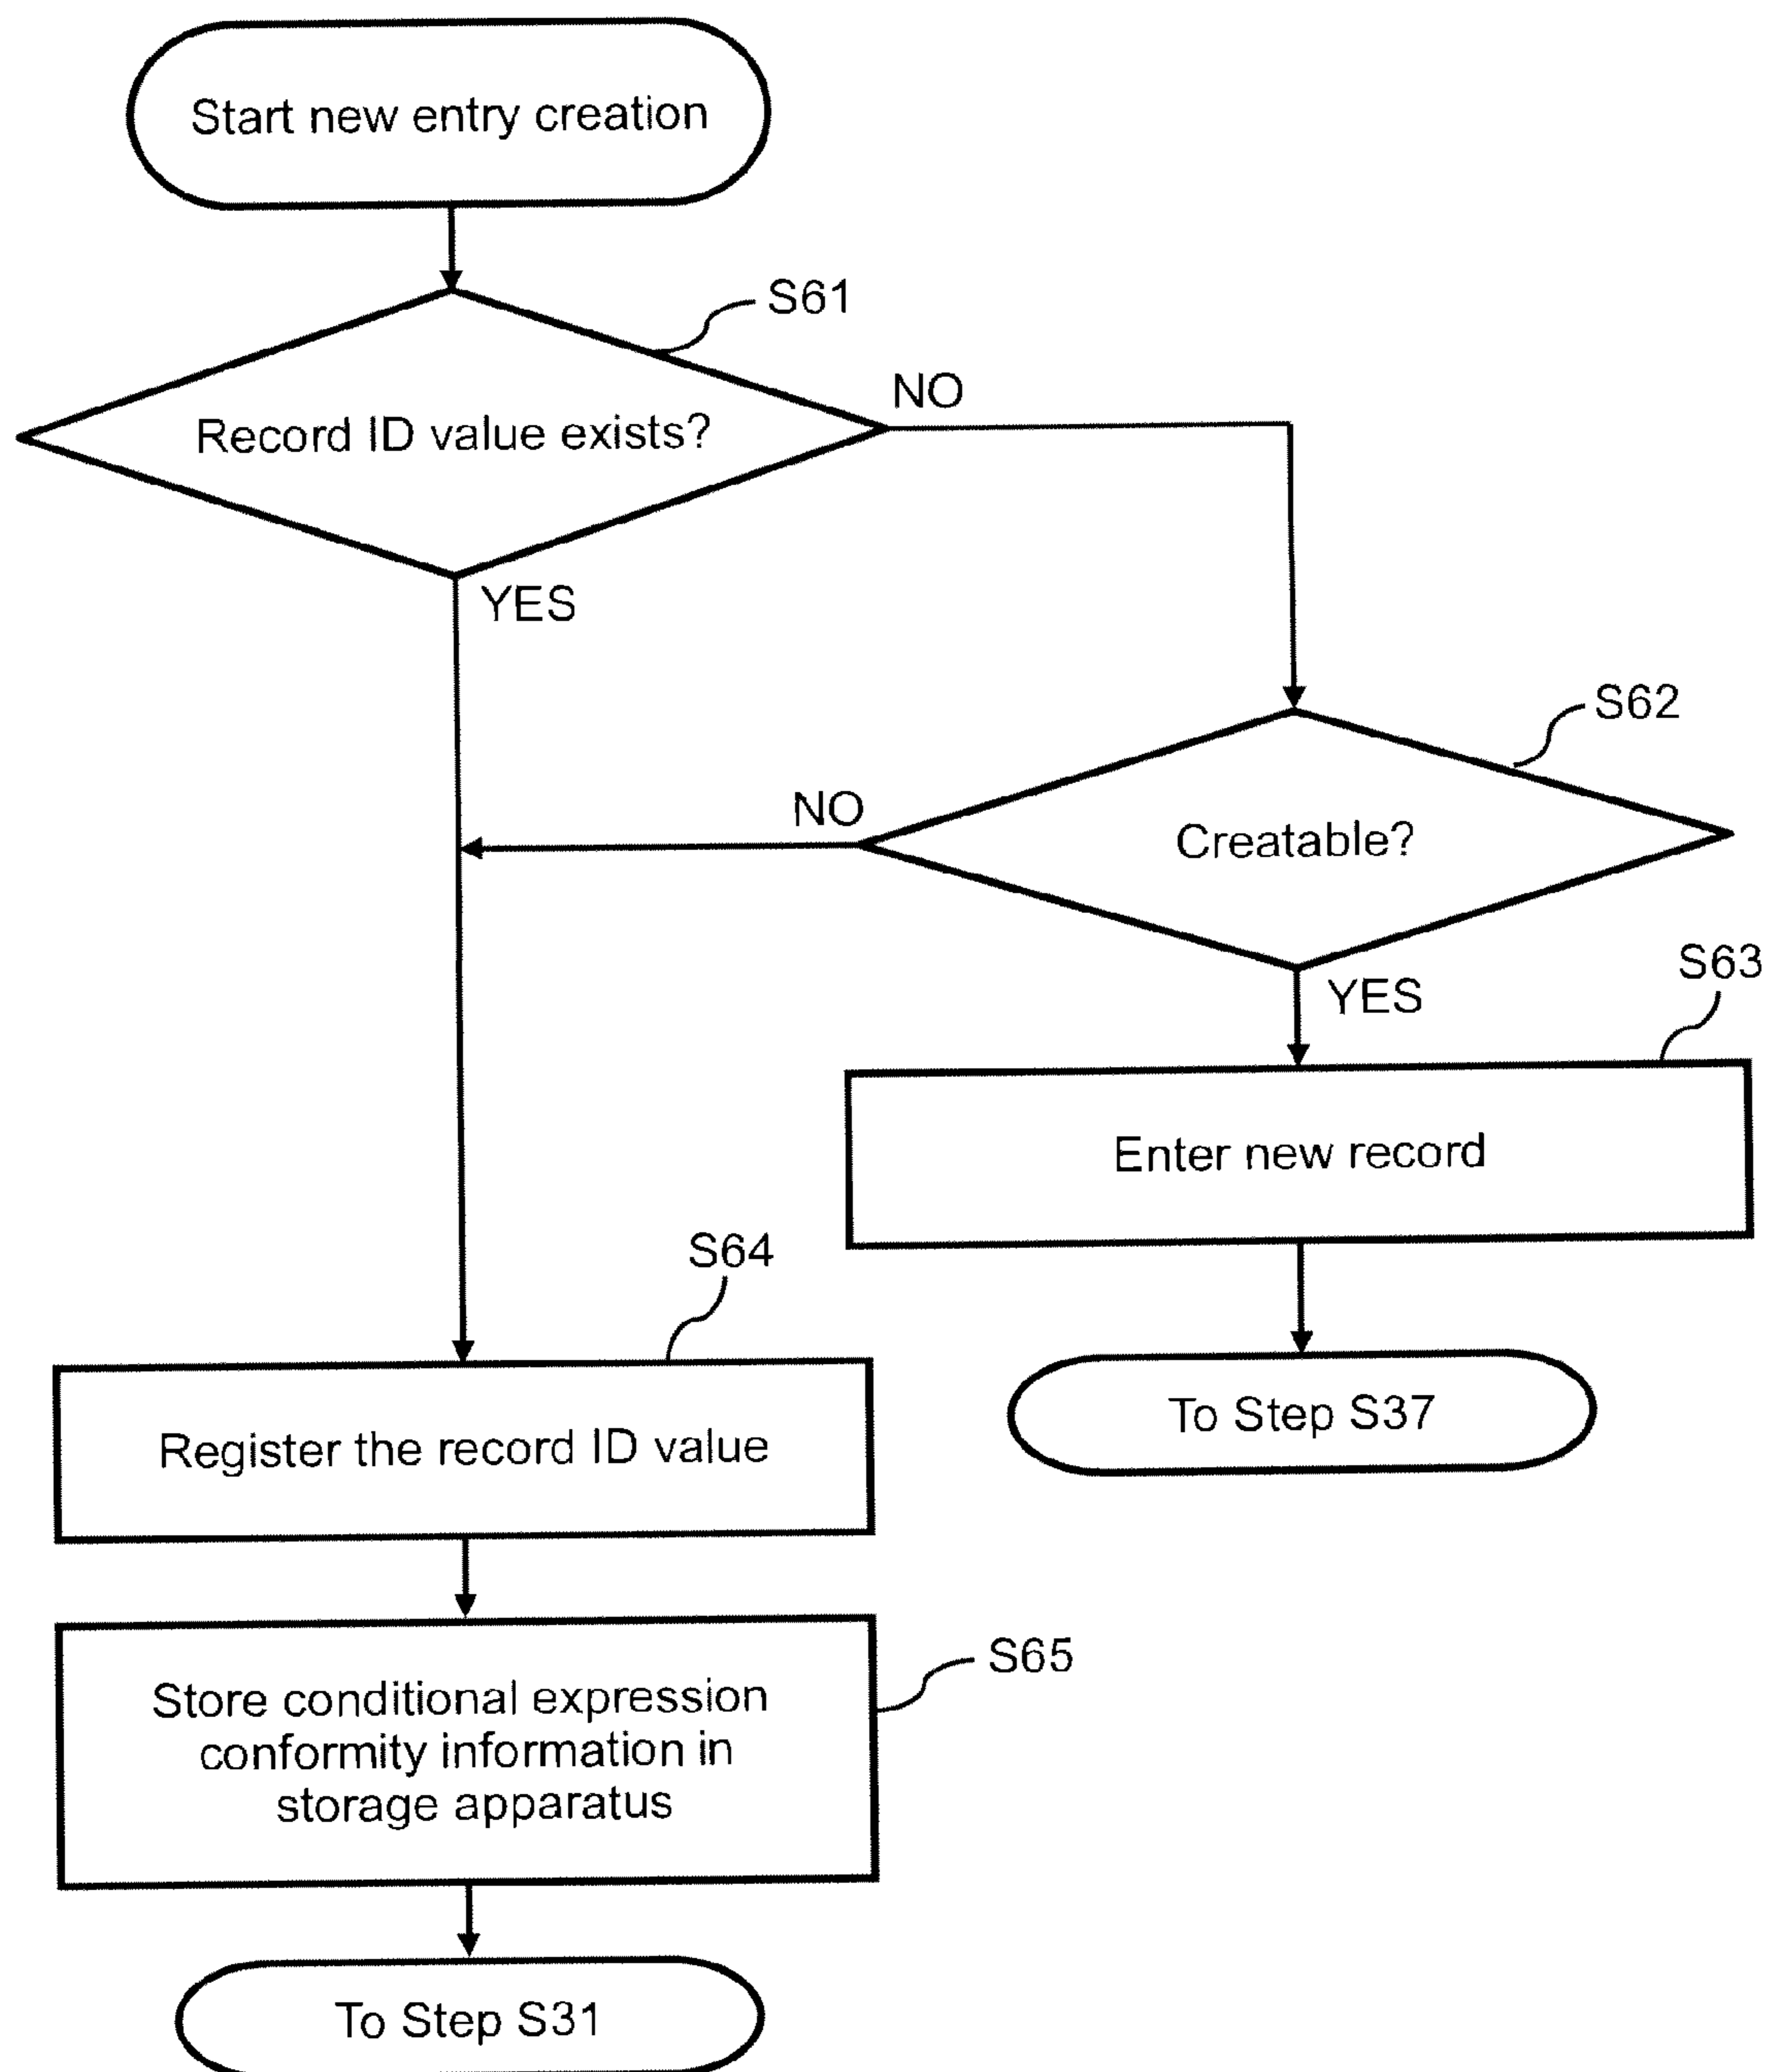 Start new entry creation
S61
Record ID value exists?
NO
YES
S62
NO
Creatable?
YES
S63
Enter new record
S64
To Step S37
Register the record ID value
S65
Store conditional expression
conformity information in
storage apparatus
To Step S31